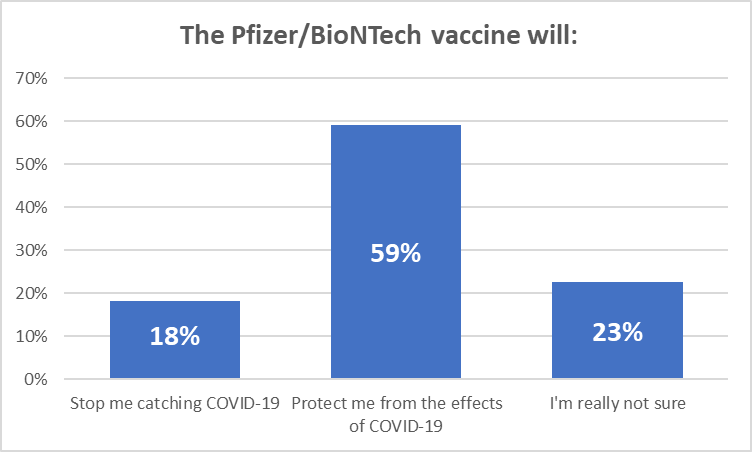 The Pfizer/BioNTech vaccine will:
70%
60%
50%
40%
30%
20%
10%
0%
18%
59%
23%
Stop me catching COVID-19
Protect me from the effects
of COVID-19
I'm really not sure